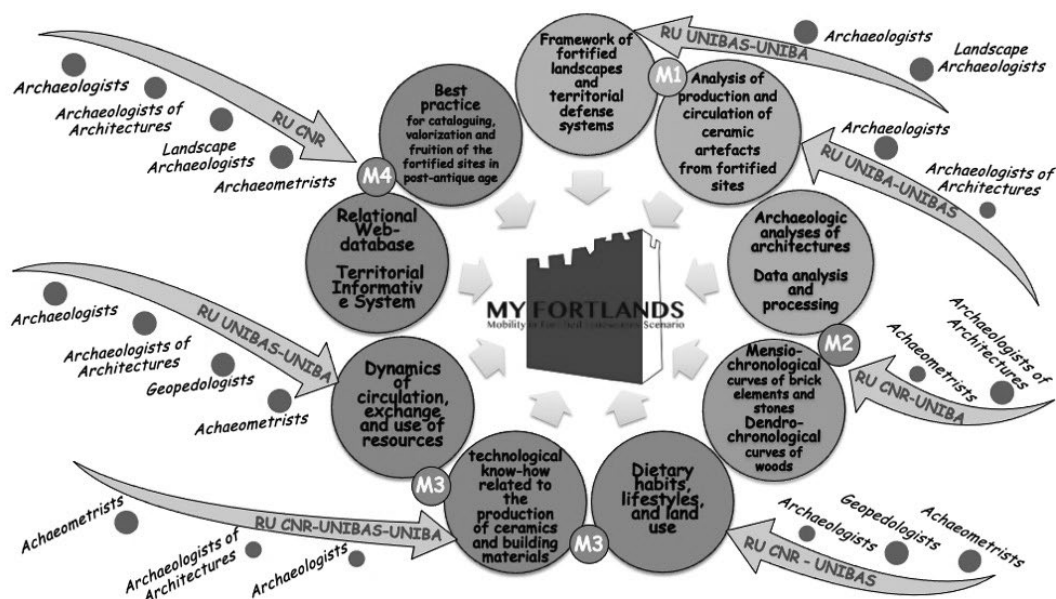 RU UNIBAS-UNIBA
Archaeologists
Landscape
Archaeologists
Framework of
fortified
landscapes
and
territorial
defense
systems
M1
Analysis of
production and
circulation of
ceramic
artefacts
from fortified
sites
Archaeologists
Archaeologists of
Architectures
RU UNIBA-UNIBAS
Archaeologic
analyses of
architectures
Data analysis
and
processing
M2
Archaeologists of
Architectures
Achaeometrists
RU CNR-UNIBA
Mensio-
chronological
curves of brick
elements and
stones
Dendro-
chronological
curves of
woods
Dietary
habits,
lifestyles,
and land
use
Achaeometrists
Geopedologists
Archaeologists
RU CNR - UNIBAS
M3
technological
know-how
related to
the
production
of ceramics
and building
materials
RU CNR-UNIBAS-UNIBA
Achaeometrists
Archaeologists of
Architectures
Archaeologists
M3
Dynamics
of
circulation,
exchange
and use of
resources
RU UNIBAS-UNIBA
Archaeologists
Archaeologists of
Architectures
Geopedologists
Achaeometrists
Relational
Web-
database
Territorial
Informativ
e System
M4
Best
practice
for cataloguing,
valorization and
fruition of the
fortified sites in
post-antique age
RU CNR
Archaeologists
Archaeologists of
Architectures
Landscape
Archaeologists
Archaeometrists
MY FORTLANDS
Mobility in Fortified Landscapes Scenario